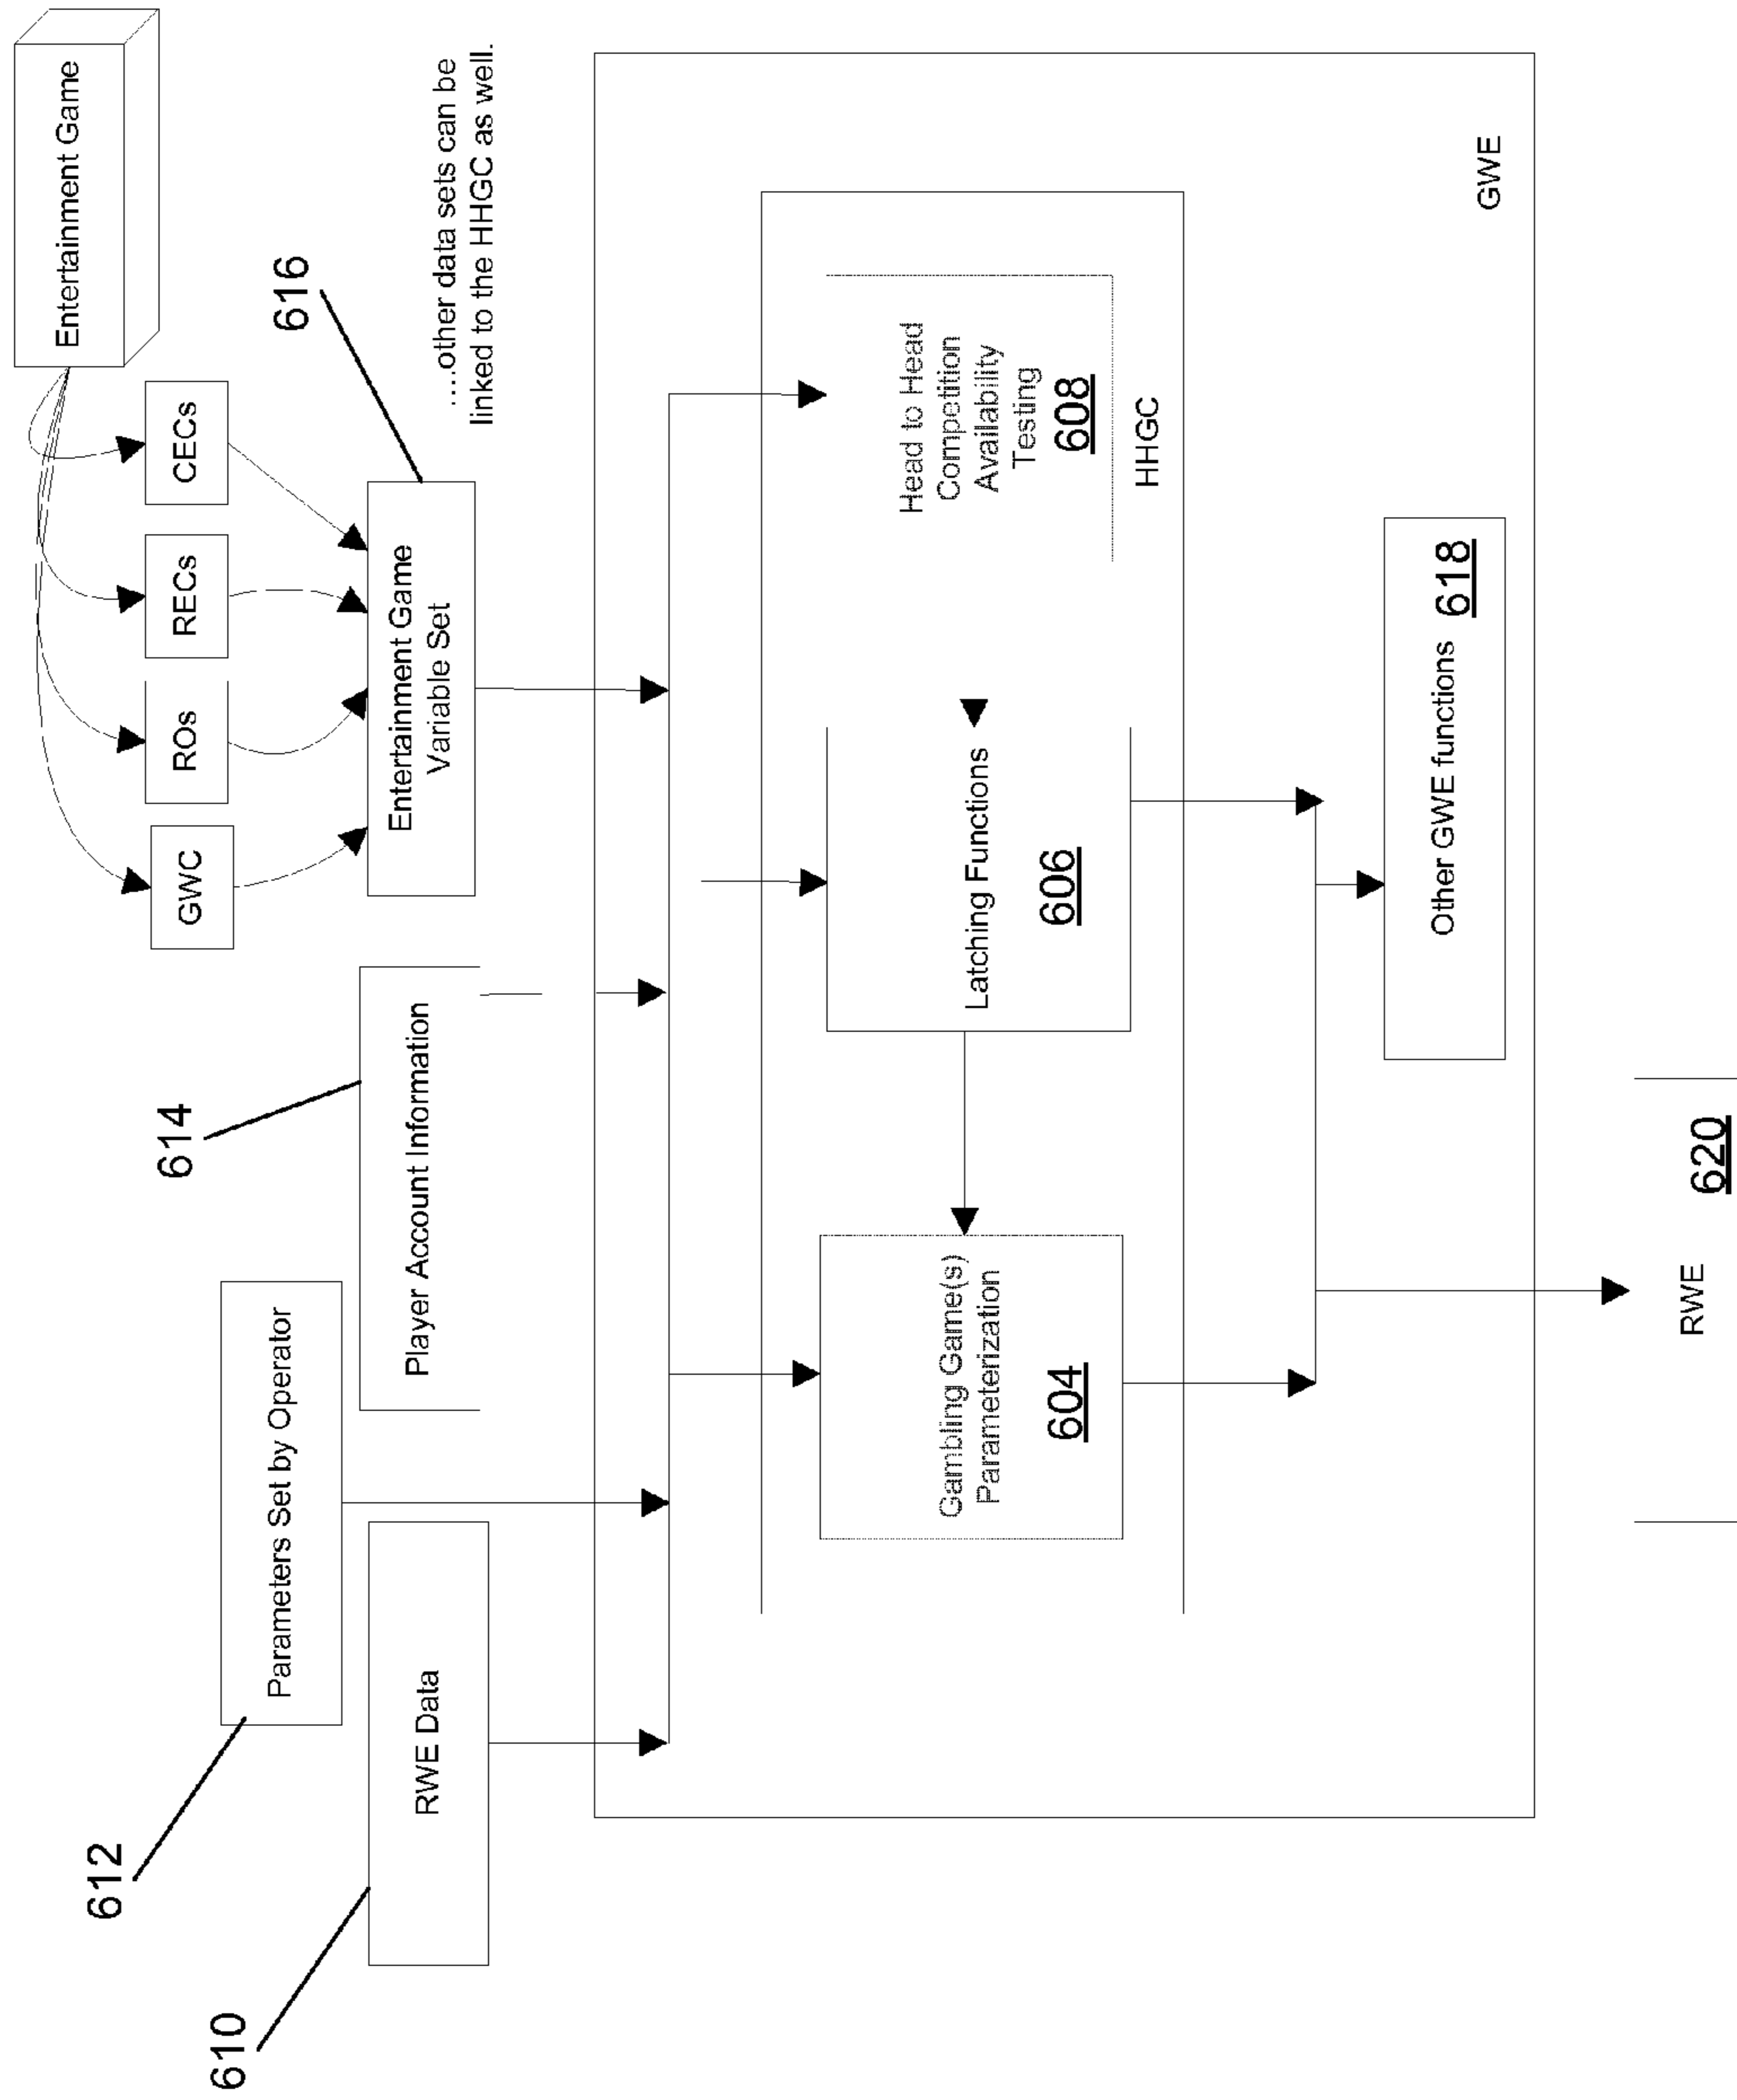 Entertainment Game
CECs
RECs
ROs
GWC
616
Entertainment Game
Variable Set
....other data sets can be
linked to the HHGC as well.
614
Player Account Information
612
Parameters Set by Operator
610
RWE Data
Head to Head
Competition
Availability
Testing
608
Latching Functions
606
Gambling Game(s)
Parameterization
604
HHGC
Other GWE functions 618
GWE
RWE
620